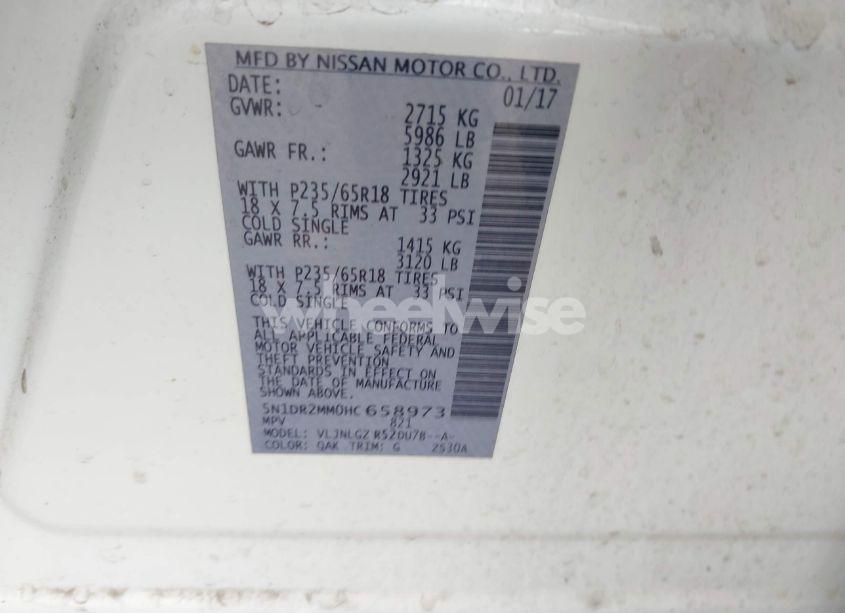 MFD BY NISSAN MOTOR CO., LTD.
DATE: 01/17
GVWR: 2715 KG
5986 LB
GAWR FR.: 1325 KG
2921 LB
WITH P235/65R18 TIRES
18 X 7.5 RIMS AT 33 PSI
COLD SINGLE
GAWR RR.: 1415 KG
3120 LB
WITH P235/65R18 TIRES
18 X 7.5 RIMS AT 33 PSI
COLD SINGLE
wheelwise
THIS VEHICLE CONFORMS TO
ALL APPLICABLE FEDERAL
MOTOR VEHICLE SAFETY AND
THEFT PREVENTION
STANDARDS IN EFFECT ON
THE DATE OF MANUFACTURE
SHOWN ABOVE.
5N1DR2MM0HC658973
MPV 821
MODEL: VLJNLGZ R52DU7B--A-
COLOR: QAK TRIM: G 2530A